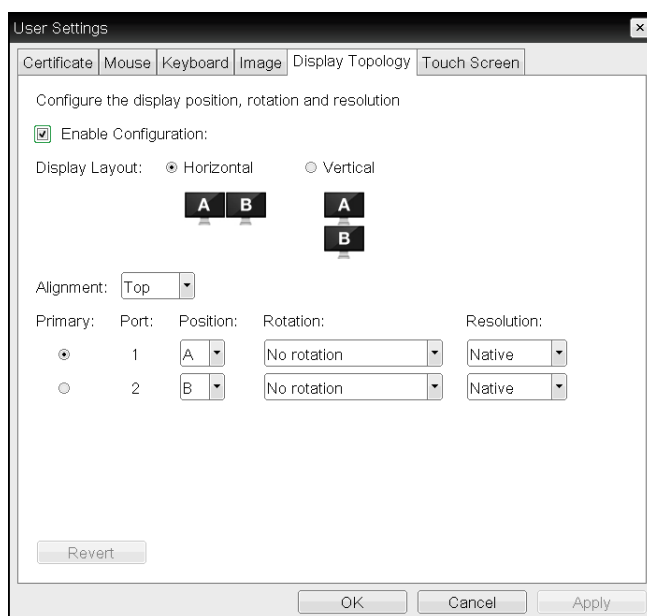 User Settings
Certificate Mouse Keyboard Image Display Topology Touch Screen
Configure the display position, rotation and resolution
Enable Configuration:
Display Layout: Horizontal Vertical
A B A
B
Alignment: Top
Primary: Port: Position: Rotation: Resolution:
1 A No rotation Native
2 B No rotation Native
Revert
OK Cancel Apply